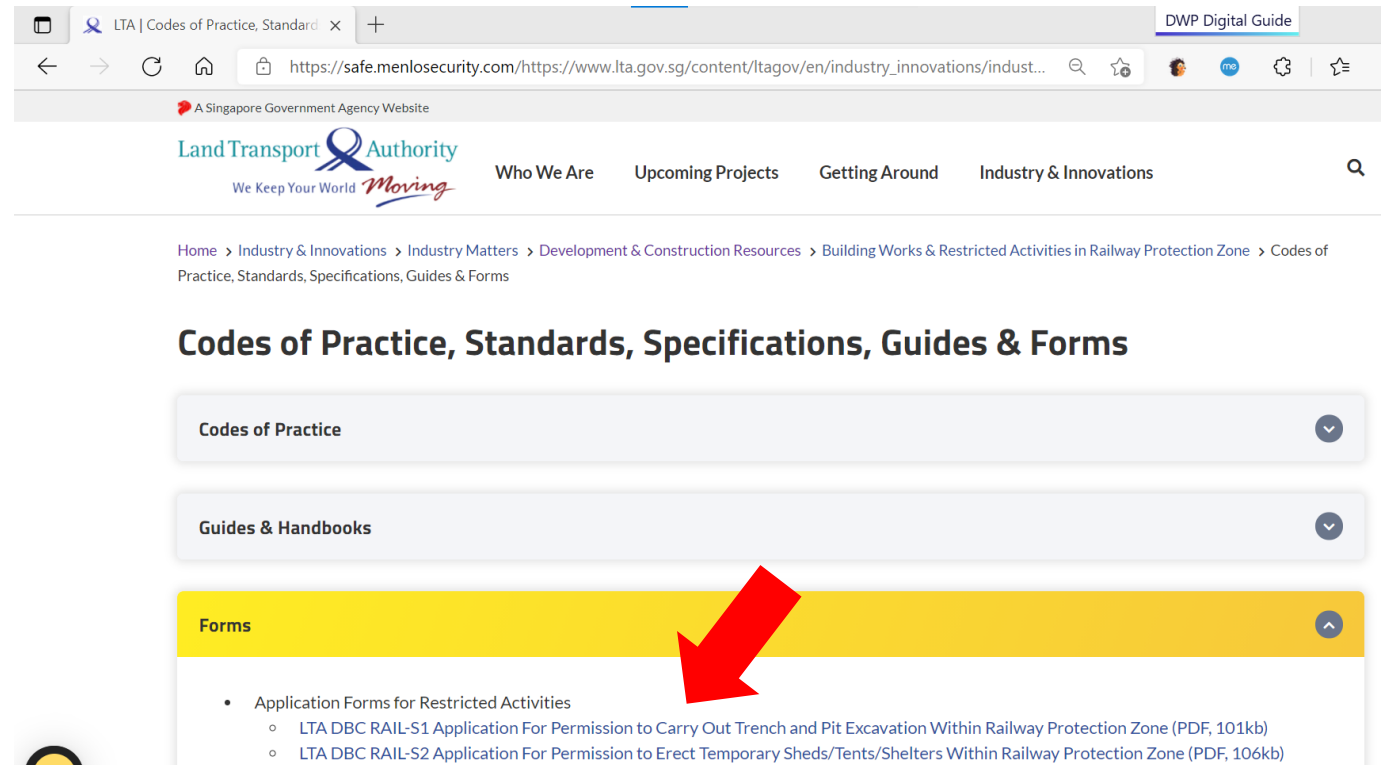 LTA | Codes of Practice, Standard
DWP Digital Guide
https://safe.menlosecurity.com/https://www.lta.gov.sg/content/ltagov/en/industry_innovations/indust...
me
A Singapore Government Agency Website
Land Transport Authority
We Keep Your World Moving
Who We Are
Upcoming Projects
Getting Around
Industry & Innovations
Home > Industry & Innovations > Industry Matters > Development & Construction Resources > Building Works & Restricted Activities in Railway Protection Zone > Codes of
Practice, Standards, Specifications, Guides & Forms
Codes of Practice, Standards, Specifications, Guides & Forms
Codes of Practice
Guides & Handbooks
Forms
• Application Forms for Restricted Activities
◦ LTA DBC RAIL-S1 Application For Permission to Carry Out Trench and Pit Excavation Within Railway Protection Zone (PDF, 101kb)
◦ LTA DBC RAIL-S2 Application For Permission to Erect Temporary Sheds/Tents/Shelters Within Railway Protection Zone (PDF, 106kb)